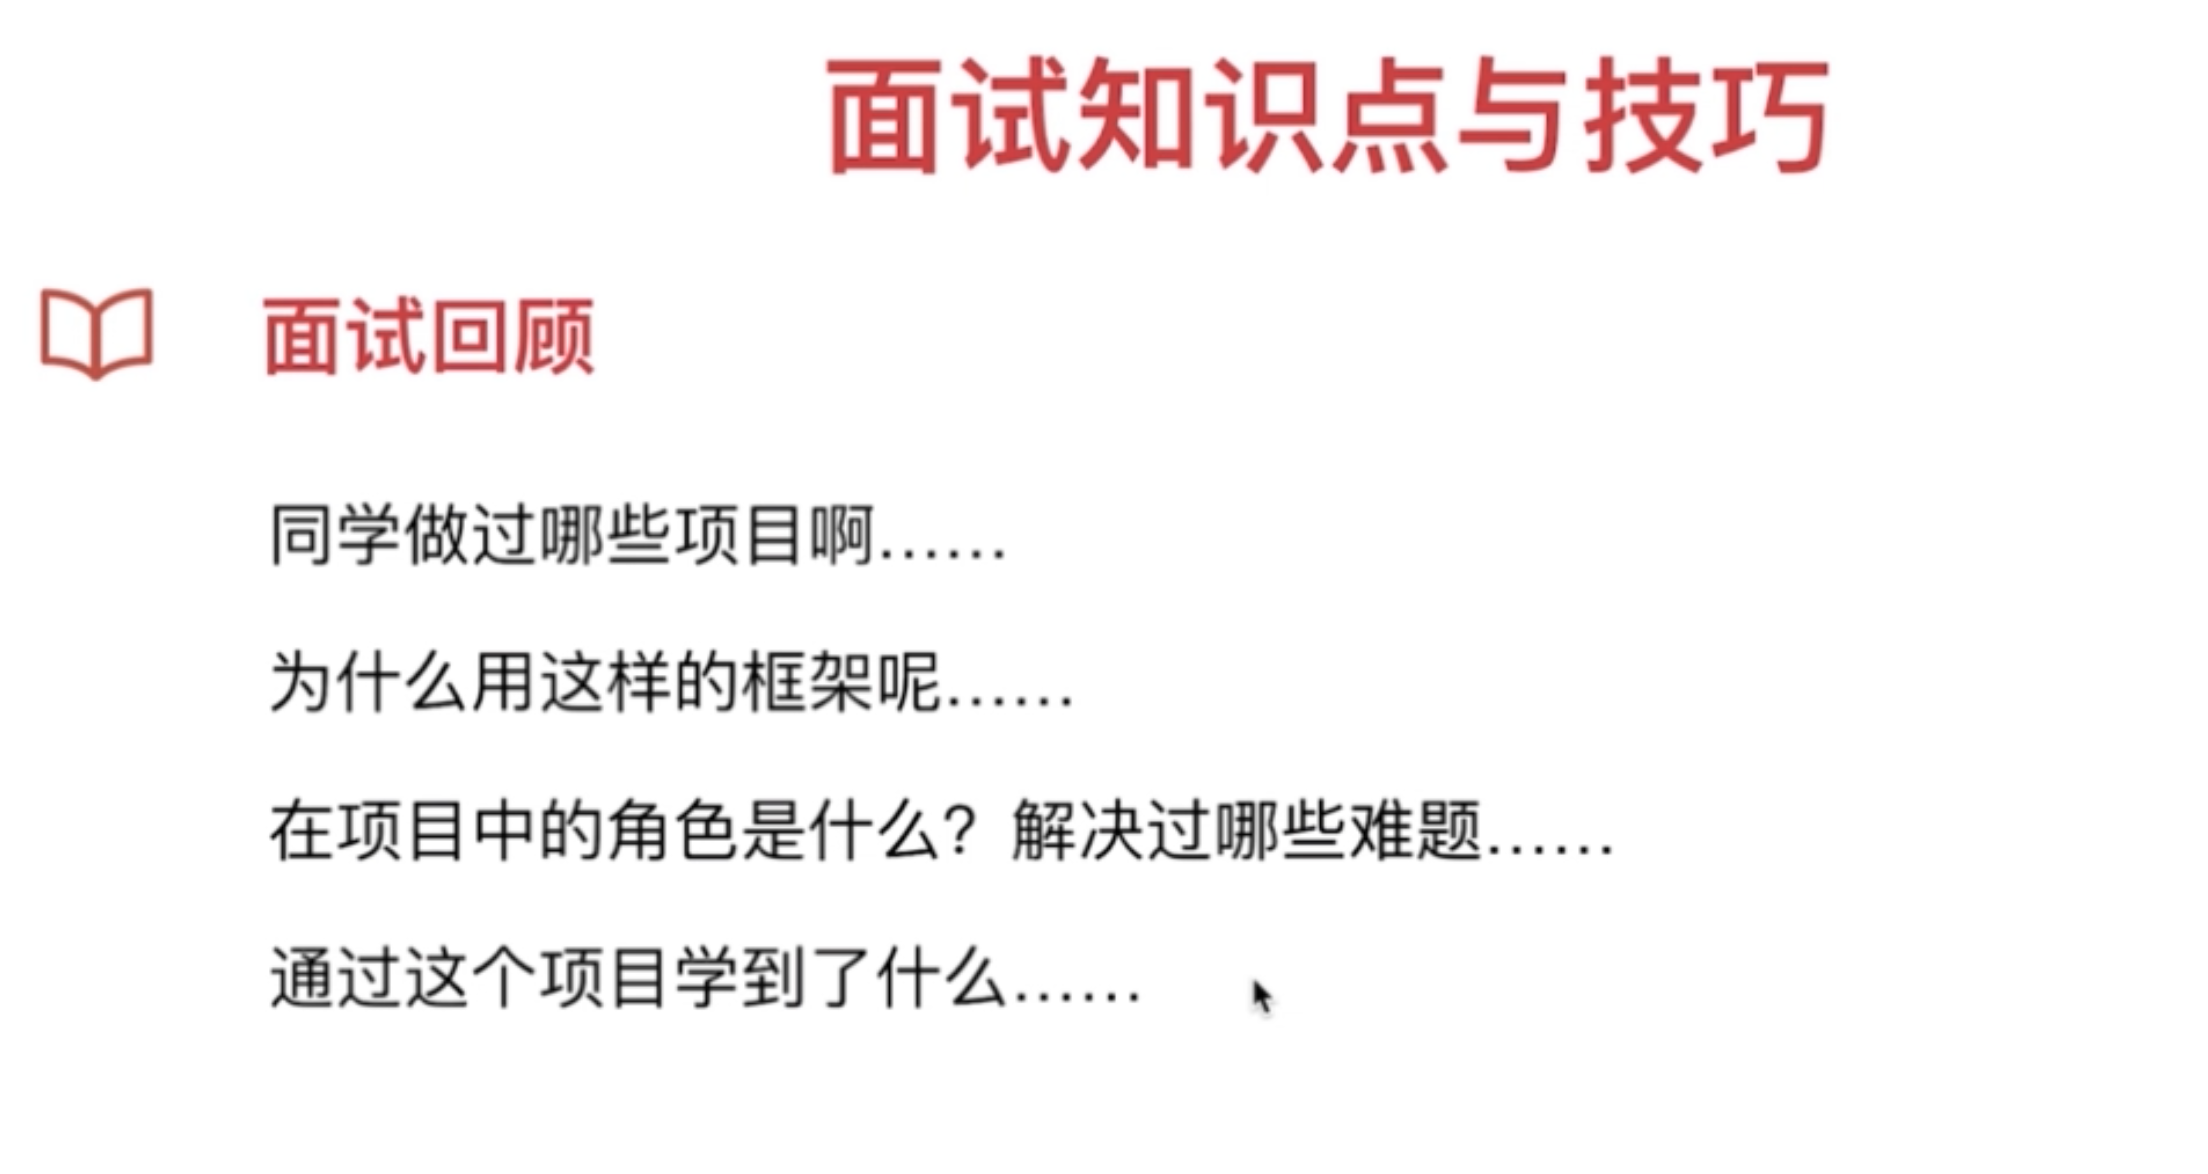 面试知识点与技巧
面试回顾
同学做过哪些项目啊......
为什么用这样的框架呢......
在项目中的角色是什么？解决过哪些难题......
通过这个项目学到了什么......